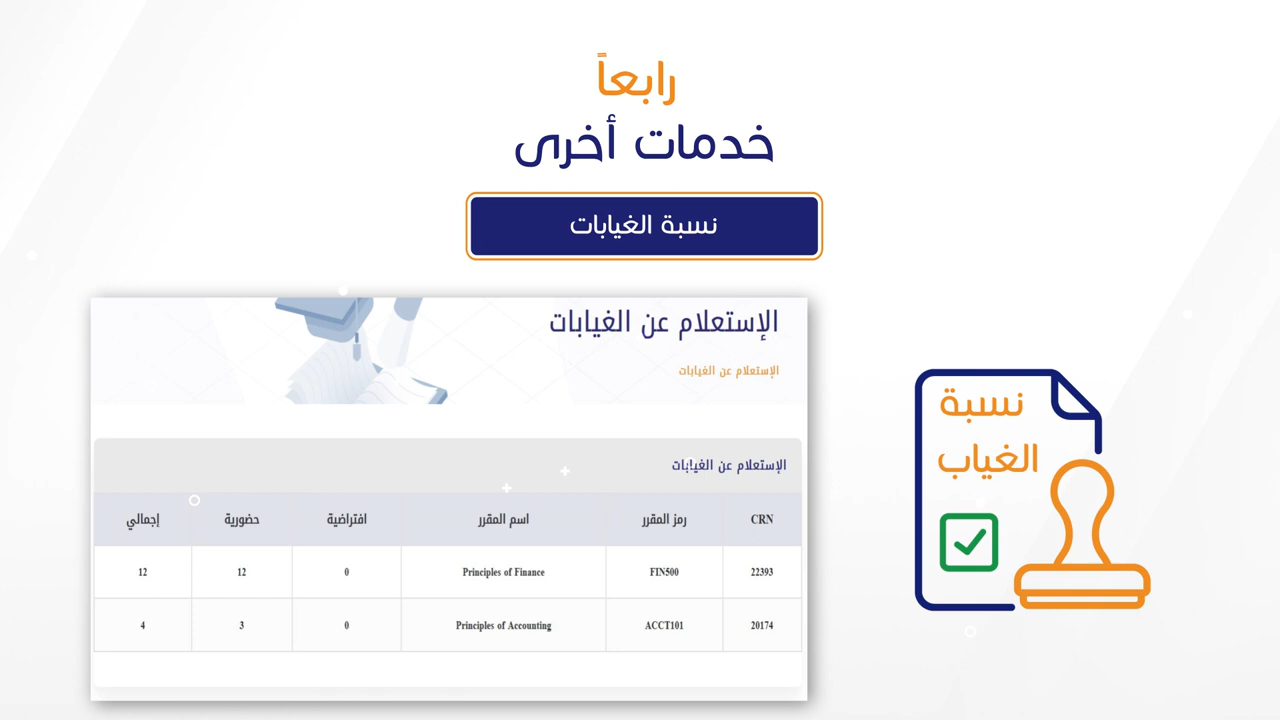 رابعاً
خدمات أخرى
نسبة الغيابات
الإستعلام عن الغيابات
الإستعلام عن الغيابات
الإستعلام عن الغيابات
CRN رمز المقرر اسم المقرر افتراضية حضورية إجمالي
22393 FIN500 Principles of Finance 0 12 12
20174 ACCT101 Principles of Accounting 0 3 4
نسبة
الغياب